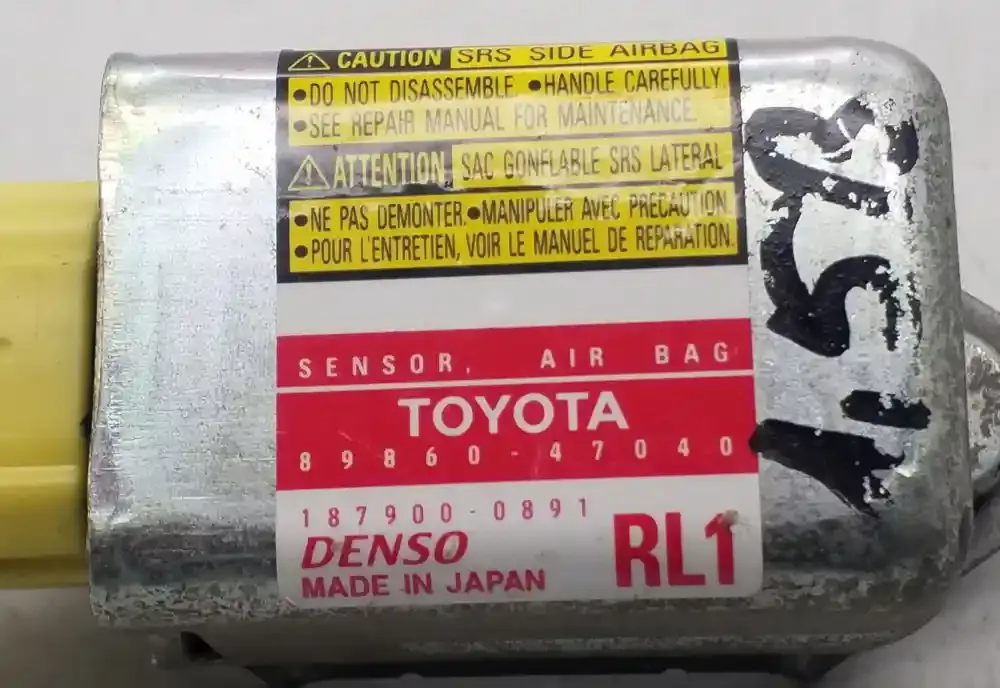 CAUTION SRS SIDE AIRBAG
•DO NOT DISASSEMBLE •HANDLE CAREFULLY.
•SEE REPAIR MANUAL FOR MAINTENANCE.
ATTENTION SAC GONFLABLE SRS LATERAL
•NE PAS DEMONTER.•MANIPULER AVEC PRECAUTION.
•POUR L'ENTRETIEN, VOIR LE MANUEL DE REPARATION.
SENSOR, AIR BAG
TOYOTA
89860-47040
187900-0891
DENSO
MADE IN JAPAN
RL1